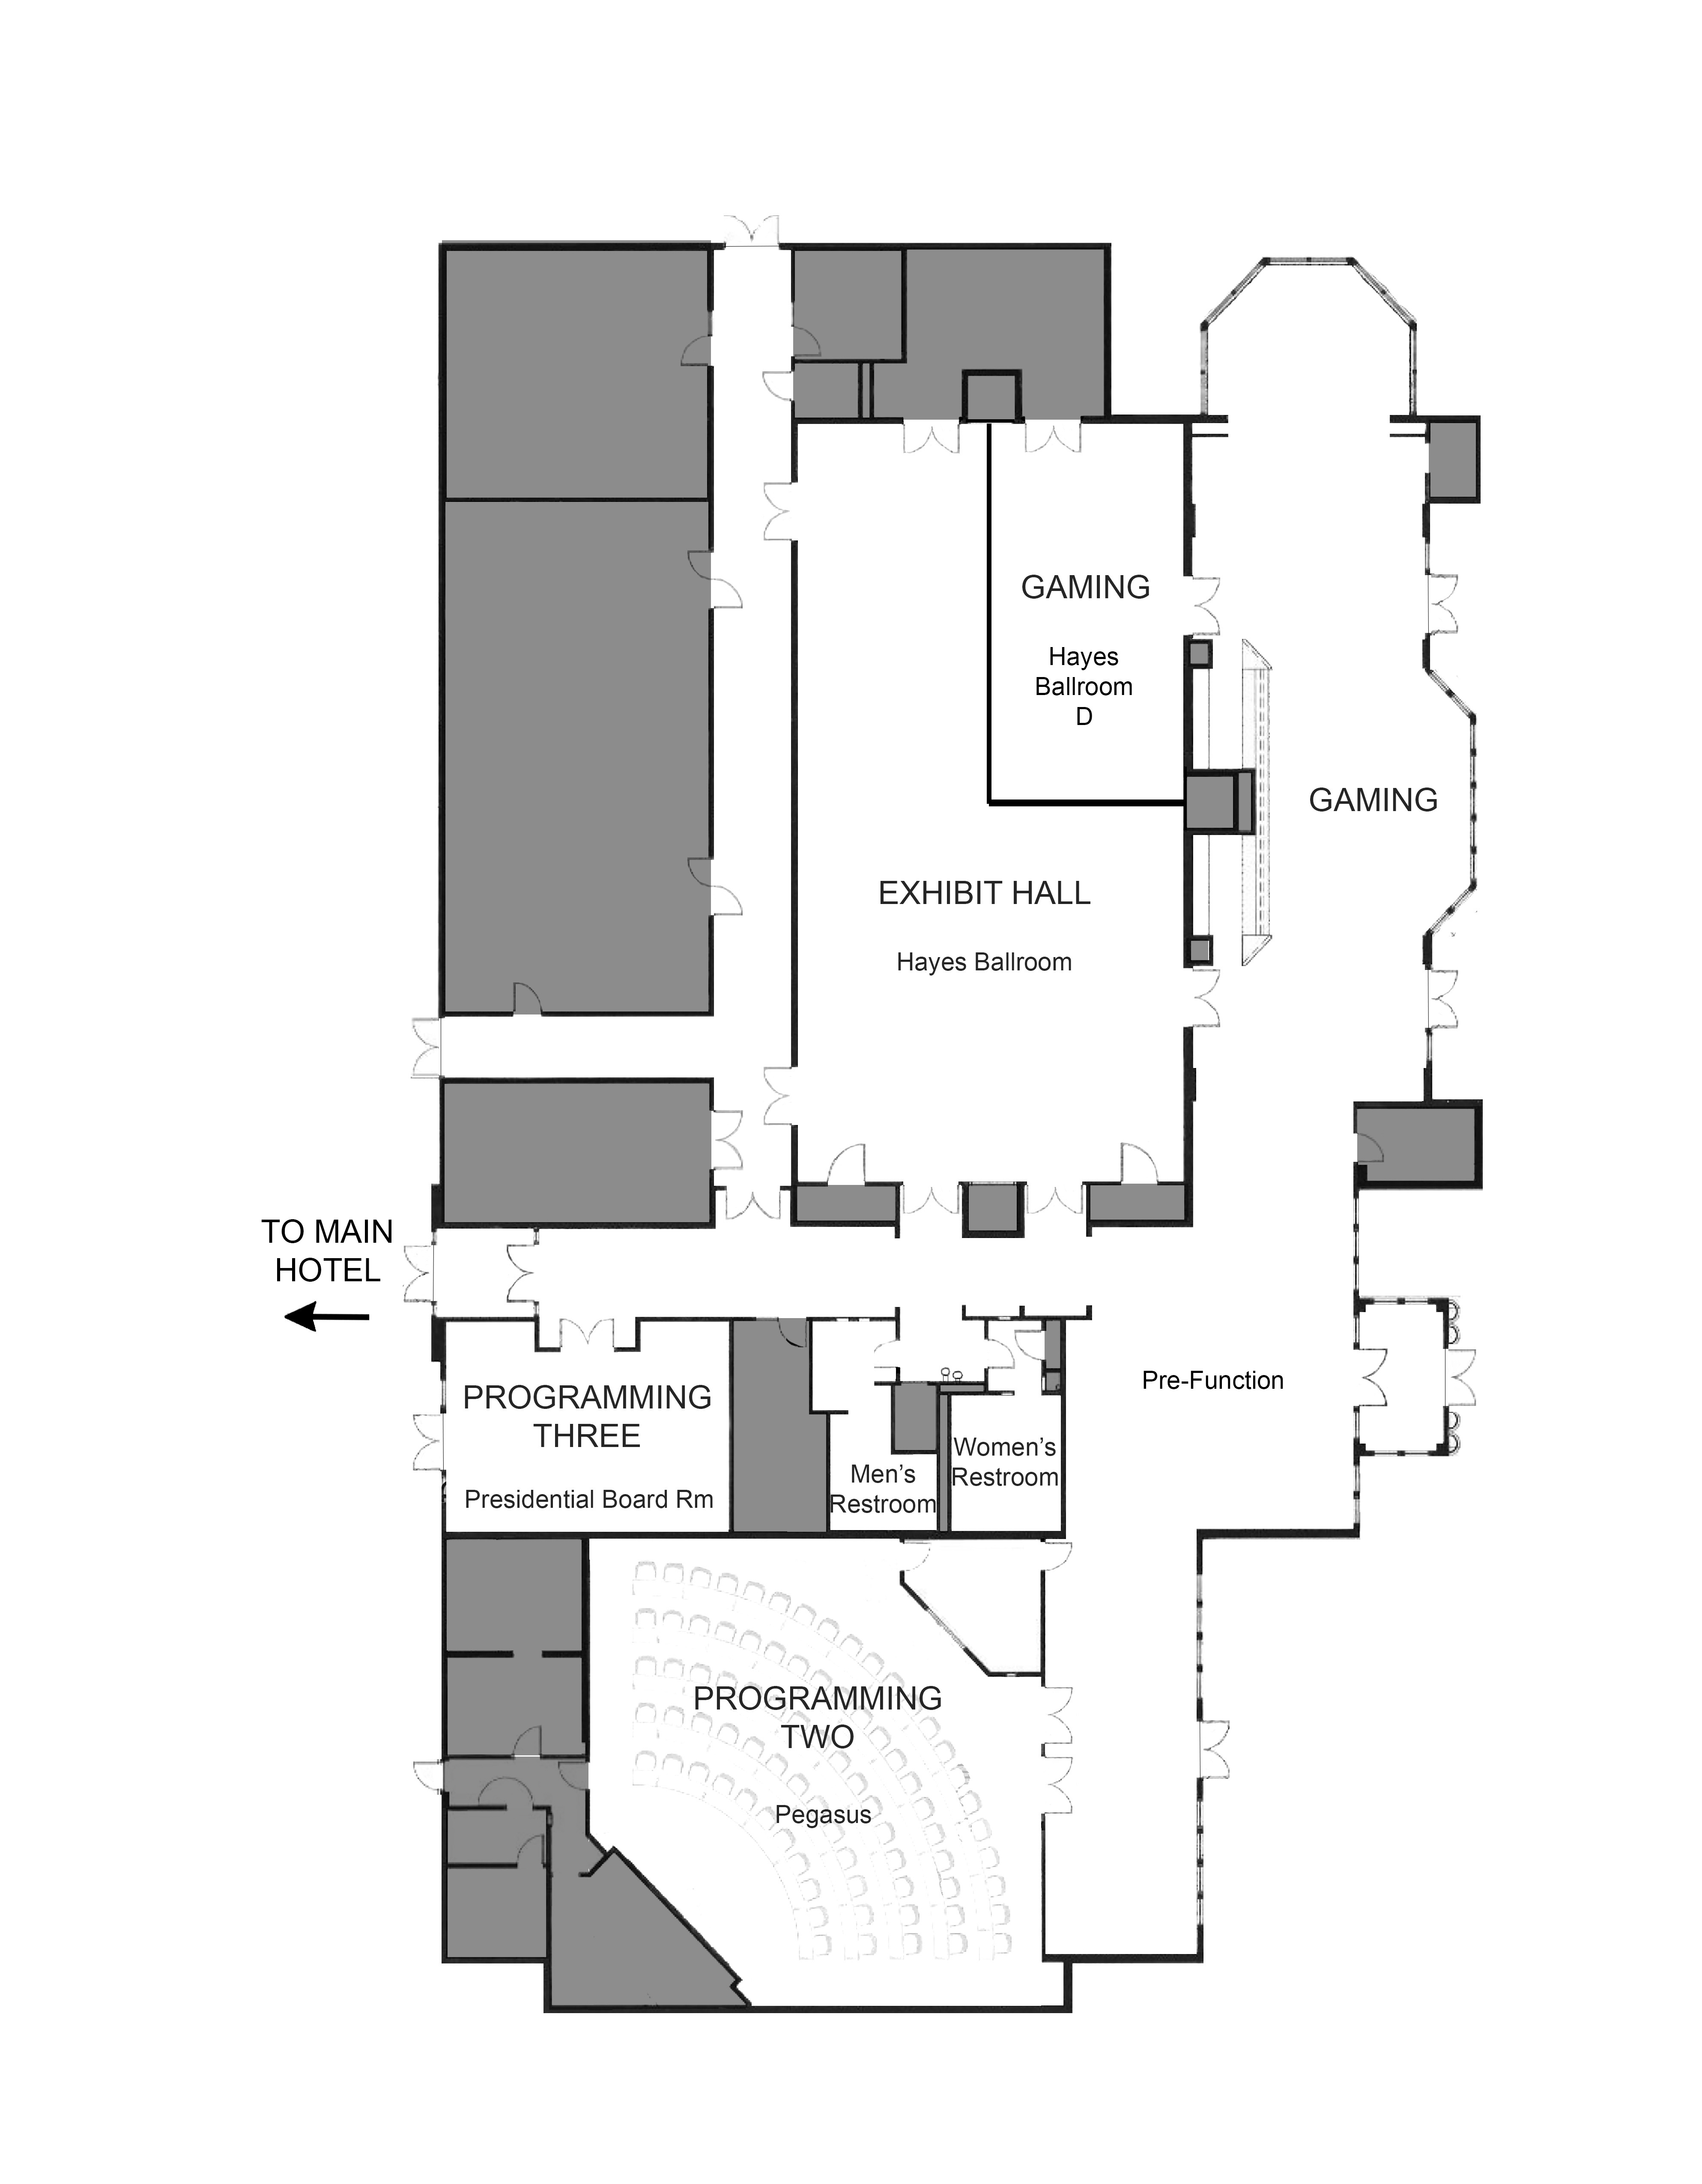 GAMING
Hayes
Ballroom
D
GAMING
EXHIBIT HALL
Hayes Ballroom
TO MAIN
HOTEL
PROGRAMMING
THREE
Presidential Board Rm
Men’s
Restroom
Women’s
Restroom
Pre-Function
PROGRAMMING
TWO
Pegasus